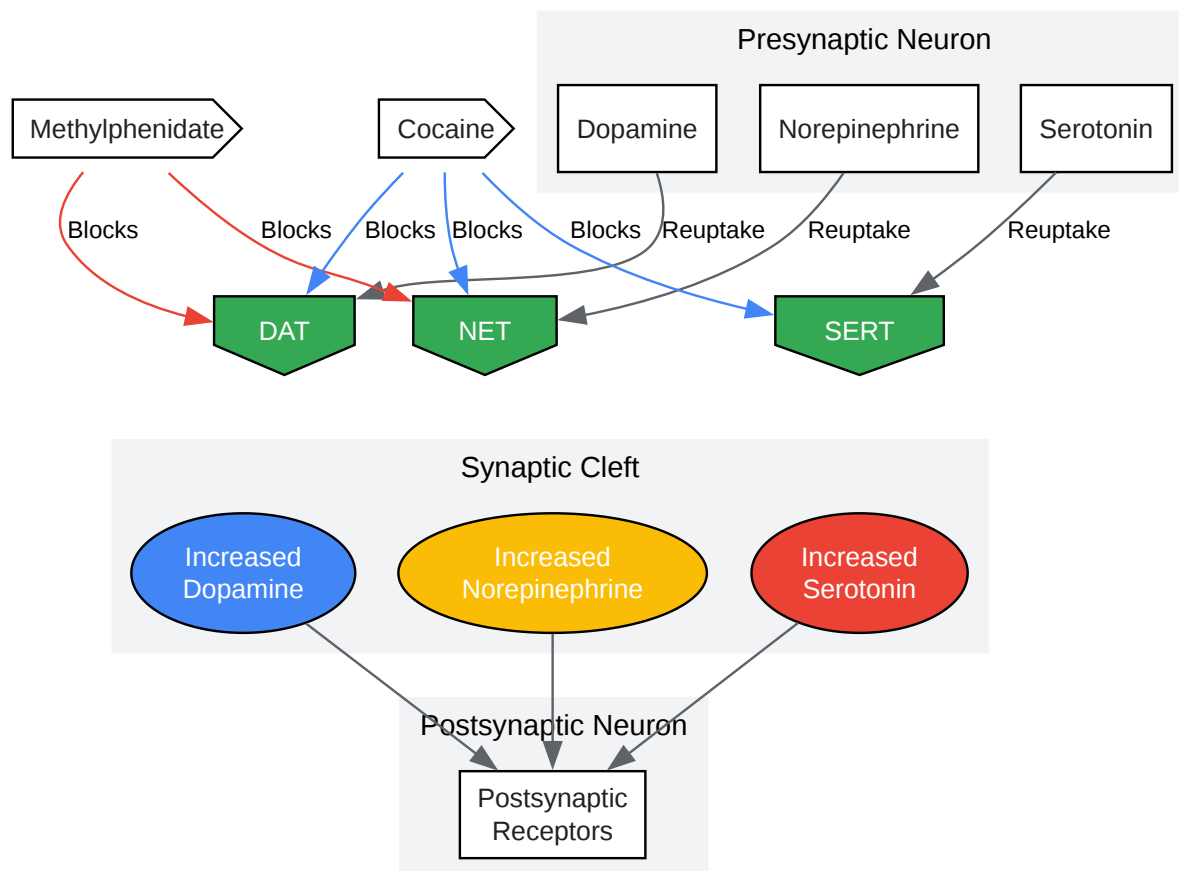 Presynaptic Neuron
Methylphenidate
Cocaine
Dopamine
Norepinephrine
Serotonin
Blocks
Blocks
Blocks
Blocks
Blocks
Reuptake
Reuptake
Reuptake
DAT
NET
SERT
Synaptic Cleft
Increased
Dopamine
Increased
Norepinephrine
Increased
Serotonin
Postsynaptic Neuron
Postsynaptic
Receptors